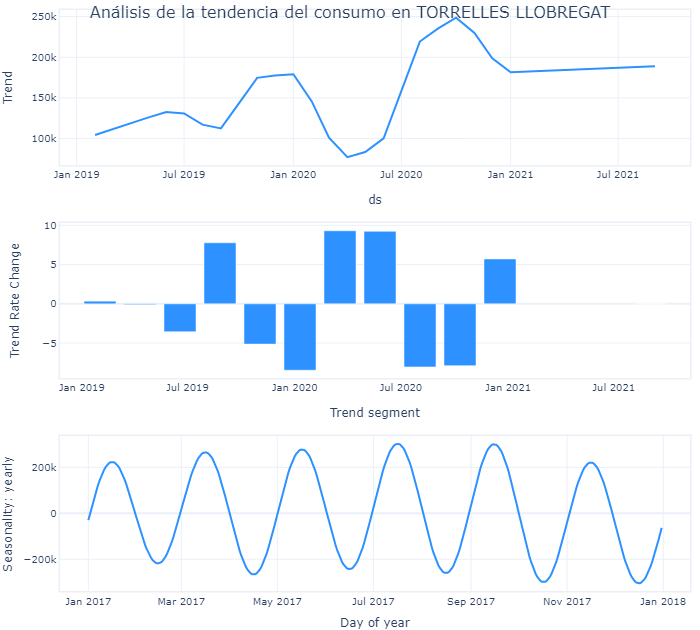 Análisis de la tendencia del consumo en TORRELLES LLOBREGAT
250k
200k
150k
100k
Trend
Jan 2019 Jul 2019 Jan 2020 Jul 2020 Jan 2021 Jul 2021
ds
10
5
0
−5
Trend Rate Change
Jan 2019 Jul 2019 Jan 2020 Jul 2020 Jan 2021 Jul 2021
Trend segment
200k
0
−200k
Seasonality: yearly
Jan 2017 Mar 2017 May 2017 Jul 2017 Sep 2017 Nov 2017 Jan 2018
Day of year